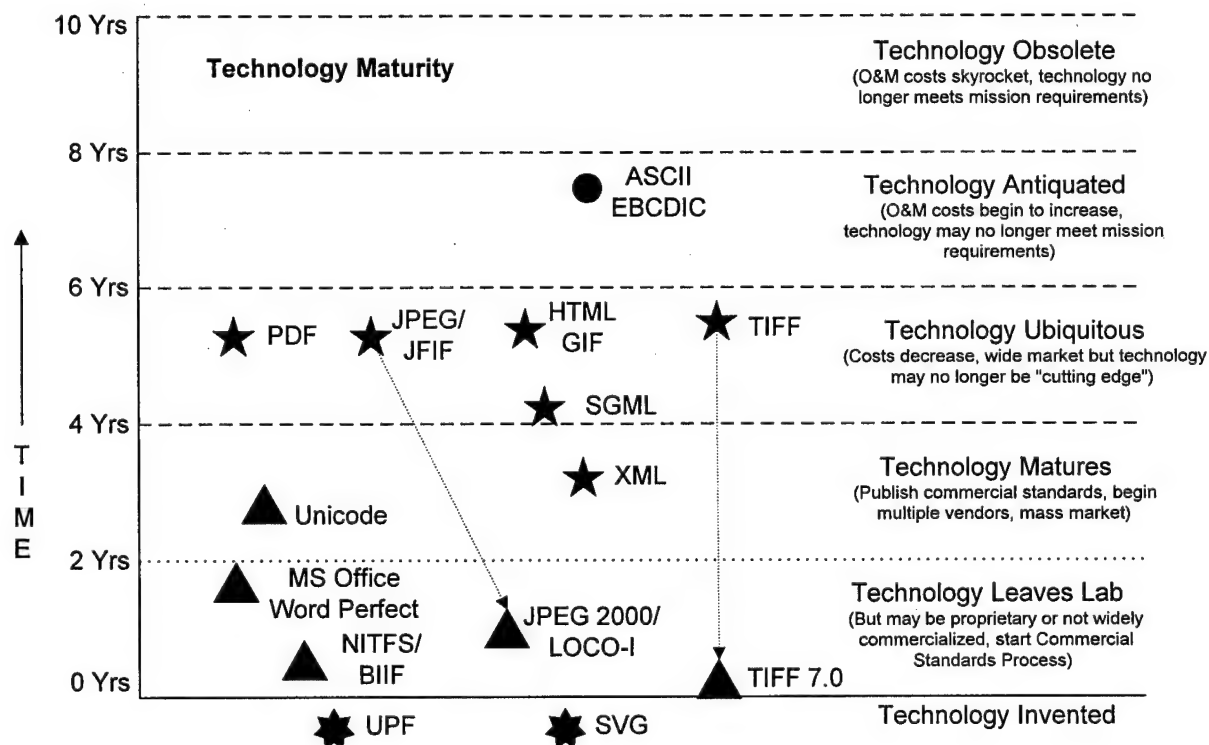 10 Yrs
Technology Maturity
Technology Obsolete
(O&M costs skyrocket, technology no
longer meets mission requirements)
8 Yrs
ASCII
EBCDIC
Technology Antiquated
(O&M costs begin to increase,
technology may no longer meet mission
requirements)
6 Yrs
PDF
JPEG/
JFIF
HTML
GIF
TIFF
Technology Ubiquitous
(Costs decrease, wide market but technology
may no longer be "cutting edge")
SGML
4 Yrs
XML
Technology Matures
(Publish commercial standards, begin
multiple vendors, mass market)
Unicode
TIME
2 Yrs
MS Office
Word Perfect
NITFS/
BIIF
JPEG 2000/
LOCO-I
TIFF 7.0
Technology Leaves Lab
(But may be proprietary or not widely
commercialized, start Commercial
Standards Process)
0 Yrs
UPF
SVG
Technology Invented